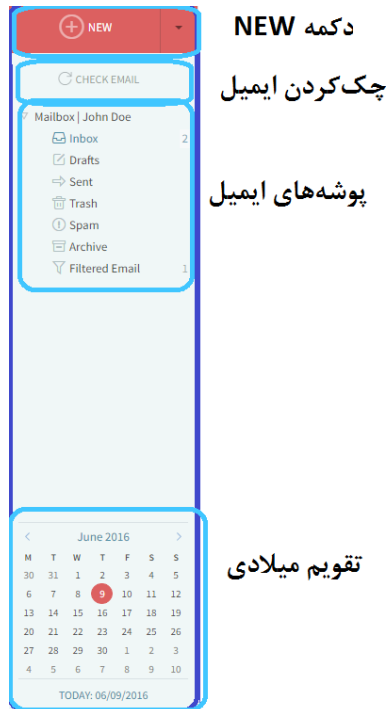 NEW
دکمه NEW
CHECK EMAIL
چک‌کردن ایمیل
Mailbox | John Doe
Inbox 2
Drafts
Sent
پوشه‌های ایمیل
Trash
Spam
Archive
Filtered Email 1
June 2016
M T W T F S S
تقویم میلادی
30 31 1 2 3 4 5
6 7 8 9 10 11 12
13 14 15 16 17 18 19
20 21 22 23 24 25 26
27 28 29 30 1 2 3
4 5 6 7 8 9 10
TODAY: 06/09/2016